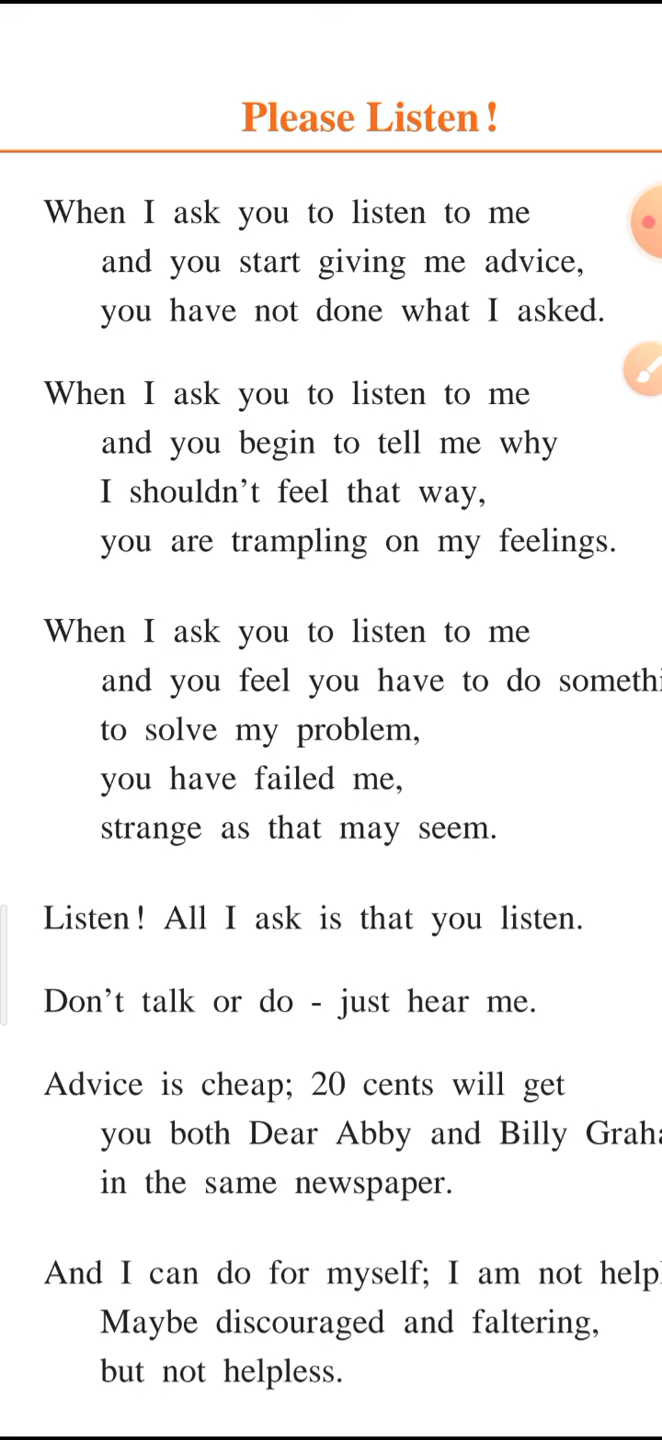 Please Listen!
When I ask you to listen to me
and you start giving me advice,
you have not done what I asked.
When I ask you to listen to me
and you begin to tell me why
I shouldn't feel that way,
you are trampling on my feelings.
When I ask you to listen to me
and you feel you have to do
to solve my problem,
you have failed me,
strange as that may seem.
Listen! All I ask is that you listen.
Don't talk or do - just hear me.
Advice is cheap; 20 cents will get
you both Dear Abby and Billy
in the same newspaper.
And I can do for myself; I am not
Maybe discouraged and faltering,
but not helpless.